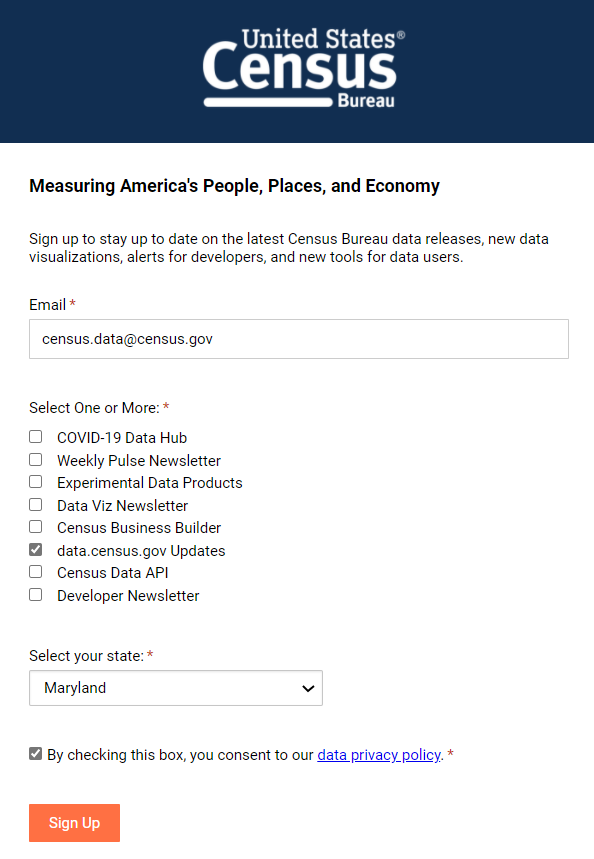 United States®
Census
Bureau
Measuring America's People, Places, and Economy
Sign up to stay up to date on the latest Census Bureau data releases, new data
visualizations, alerts for developers, and new tools for data users.
Email *
census.data@census.gov
Select One or More: *
COVID-19 Data Hub
Weekly Pulse Newsletter
Experimental Data Products
Data Viz Newsletter
Census Business Builder
data.census.gov Updates
Census Data API
Developer Newsletter
Select your state: *
Maryland
By checking this box, you consent to our data privacy policy. *
Sign Up